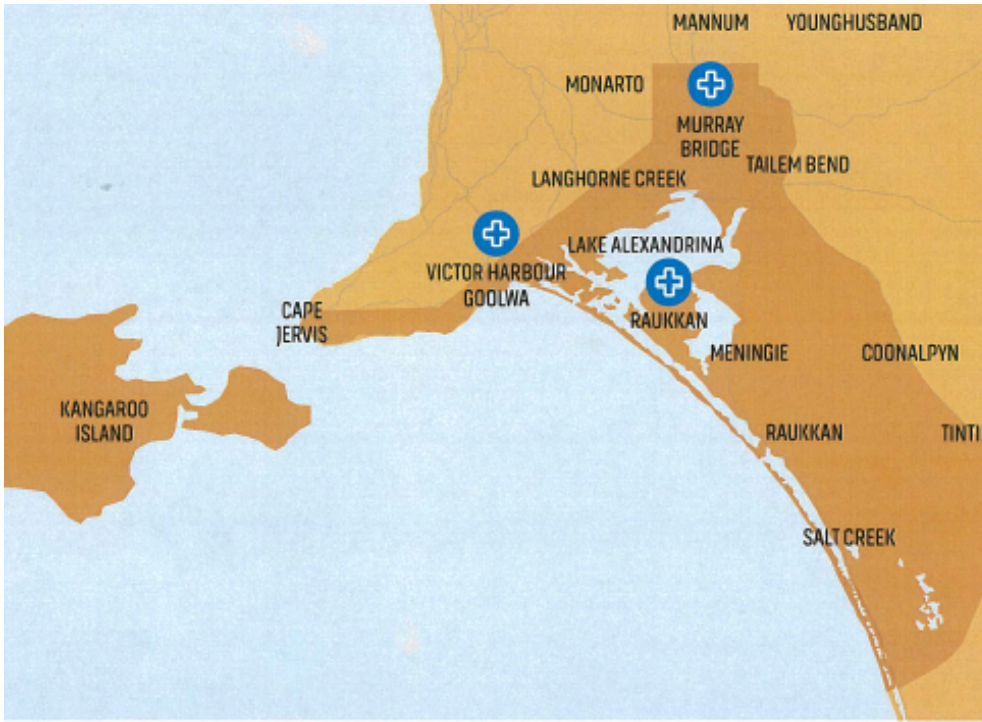 MANNUM
YOUNGHUSBAND
MONARTO
MURRAY
BRIDGE
TAILEM BEND
LANGHORNE CREEK
LAKE ALEXANDRINA
VICTOR HARBOUR
GOOLWA
CAPE
JERVIS
RAUKKAN
MENINGIE
COONALPYN
KANGAROO
ISLAND
RAUKKAN
TINTI
SALT CREEK